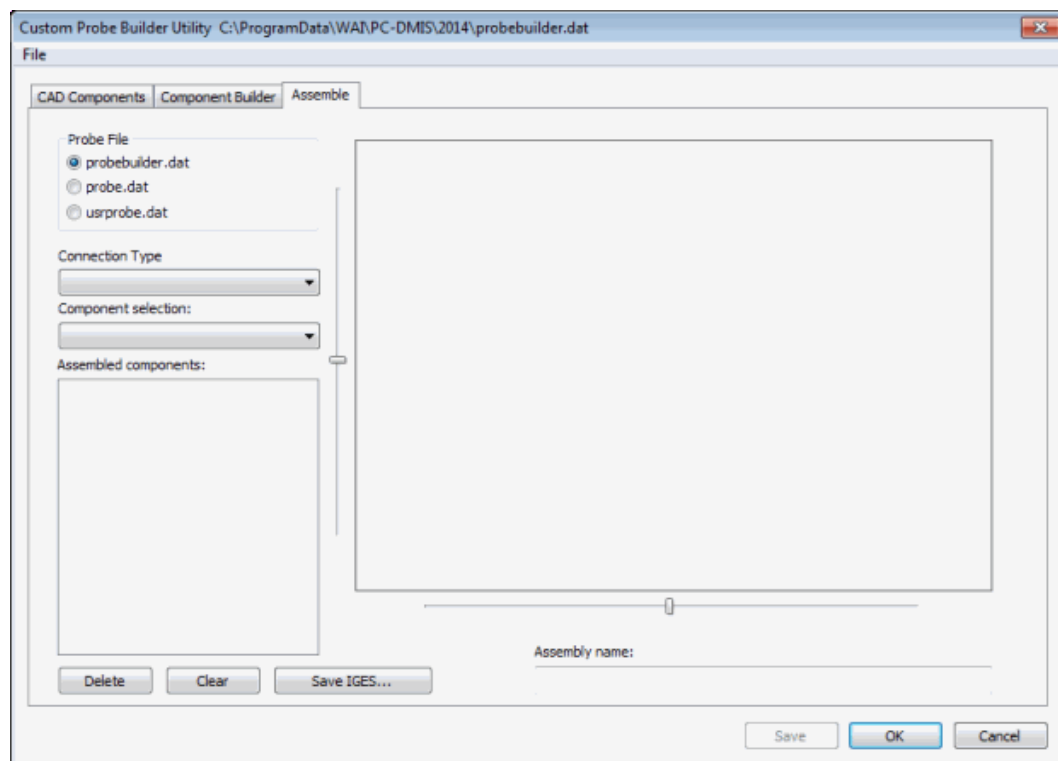 Custom Probe Builder Utility C:\ProgramData\WAI\PC-DMIS\2014\probebuilder.dat
File
CAD Components Component Builder Assemble
Probe File
probebuilder.dat
probe.dat
usrprobe.dat
Connection Type
Component selection:
Assembled components:
Assembly name:
Delete Clear Save IGES...
Save OK Cancel